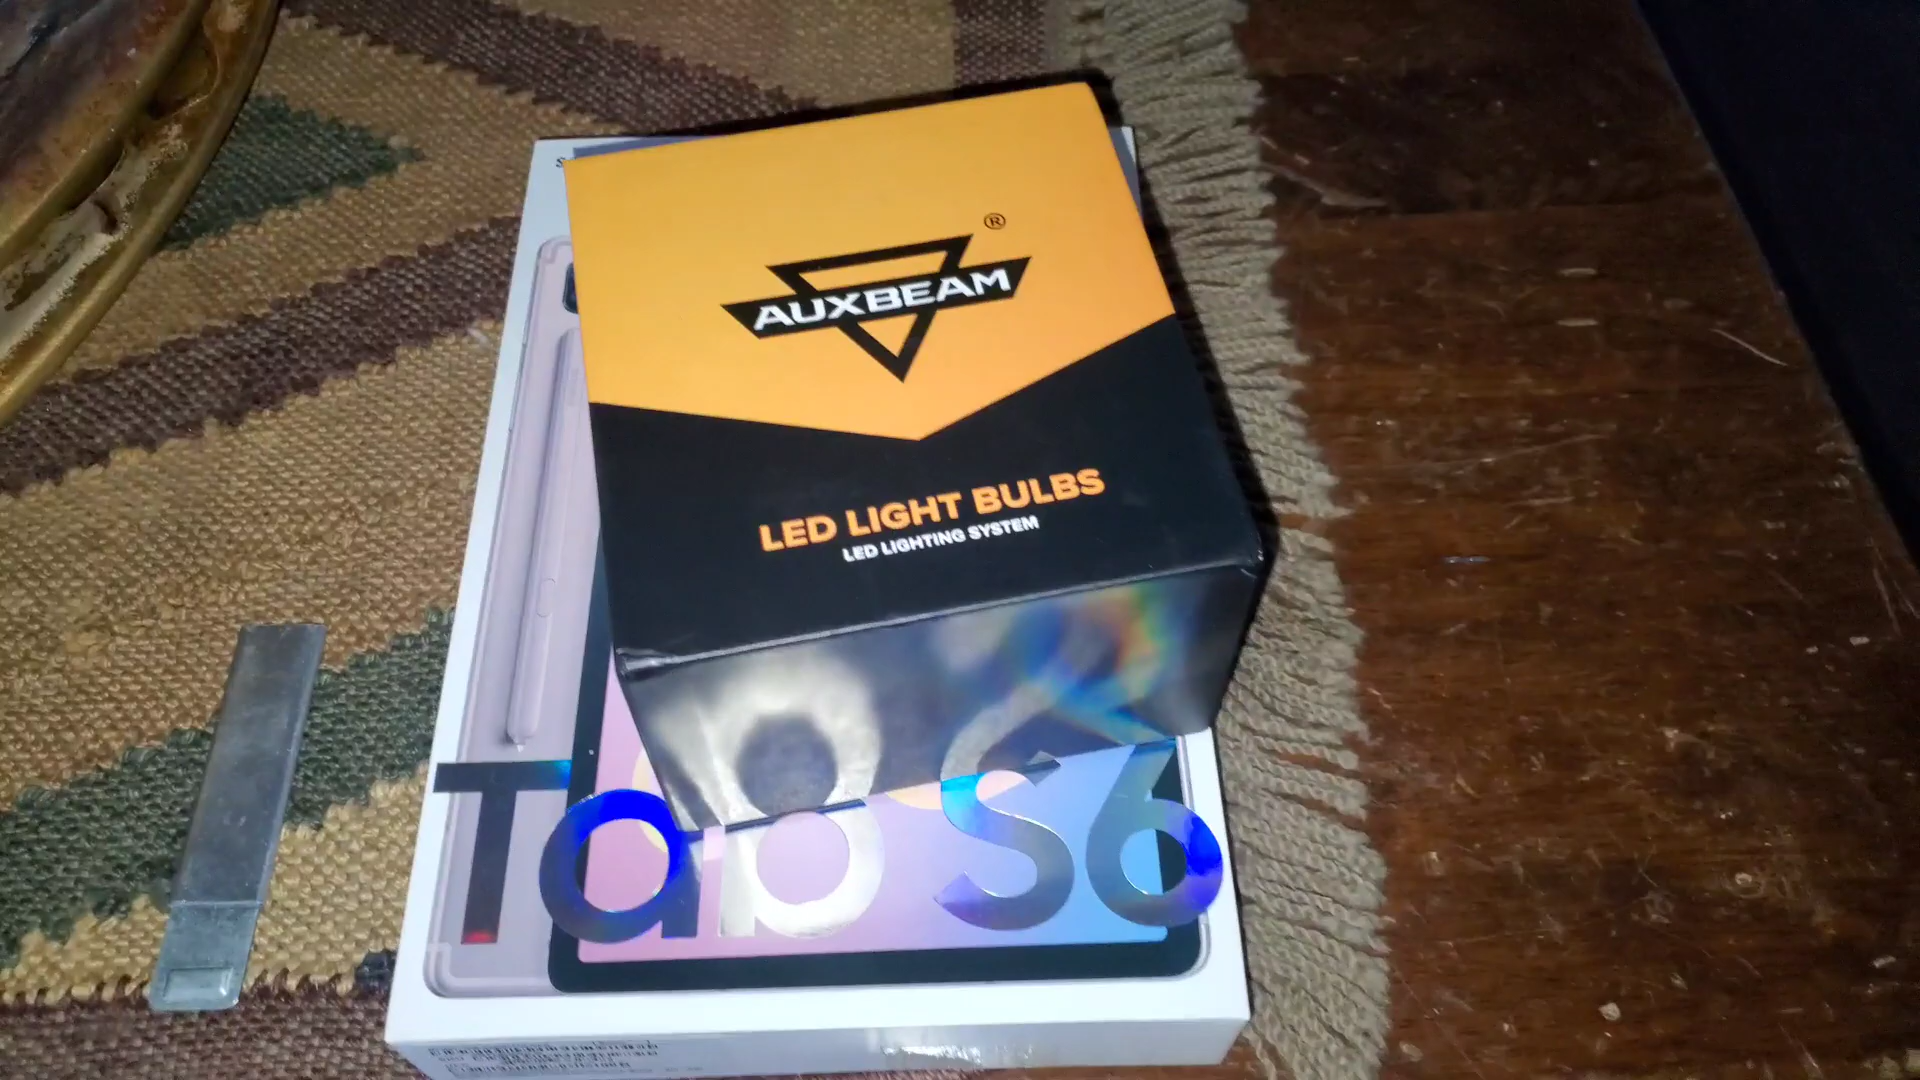 S
®
AUXBEAM
LED LIGHT BULBS
LED LIGHTING SYSTEM
Tab S6